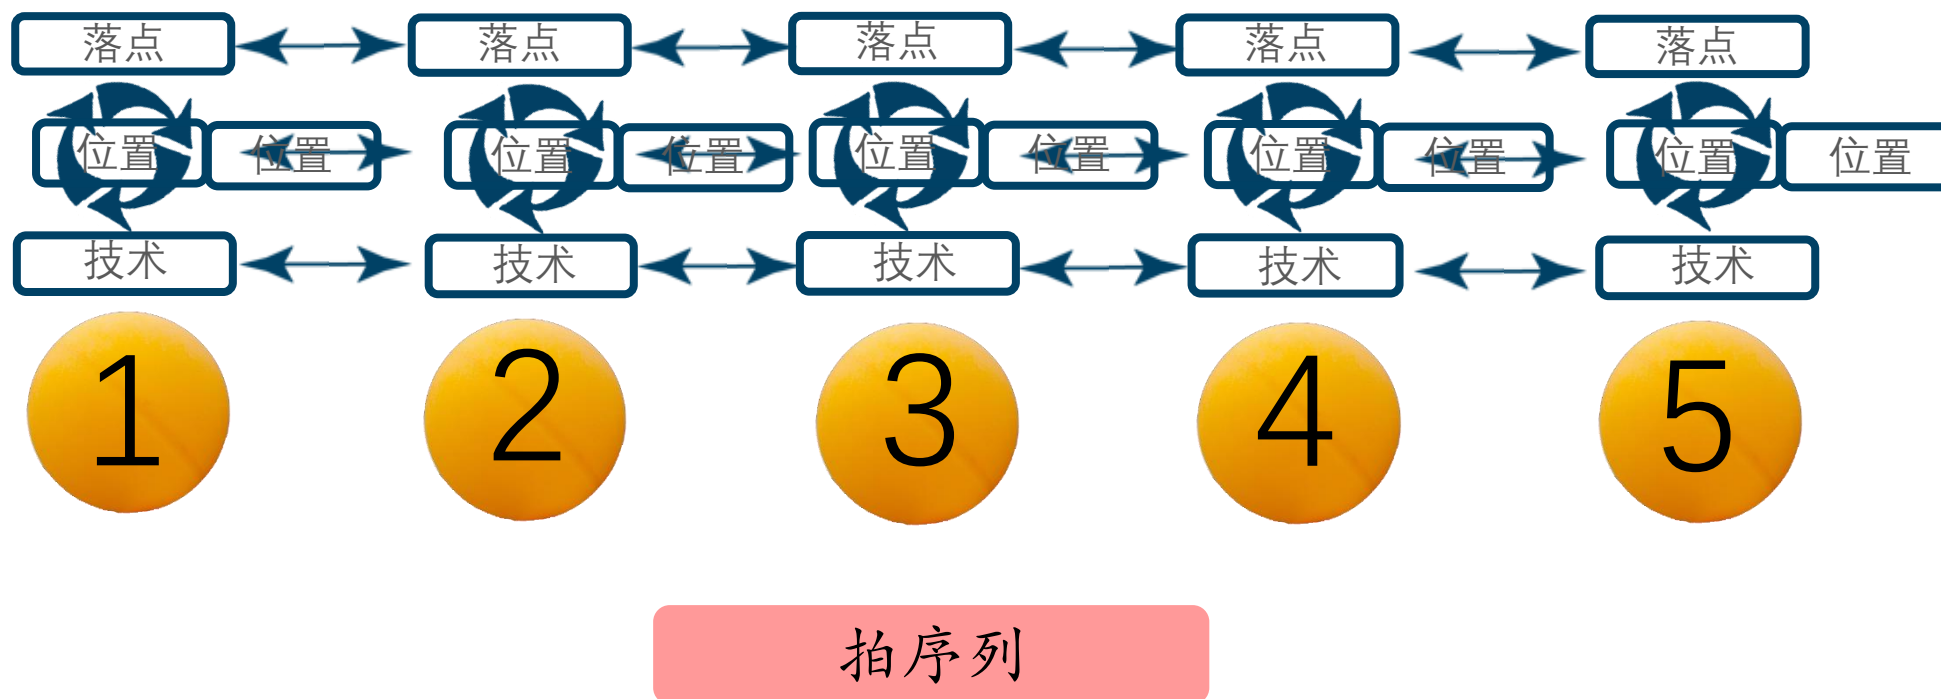 落点 落点 落点 落点 落点
位置 位置 位置 位置 位置 位置 位置 位置 位置 位置
技术 技术 技术 技术 技术
1 2 3 4 5
拍序列